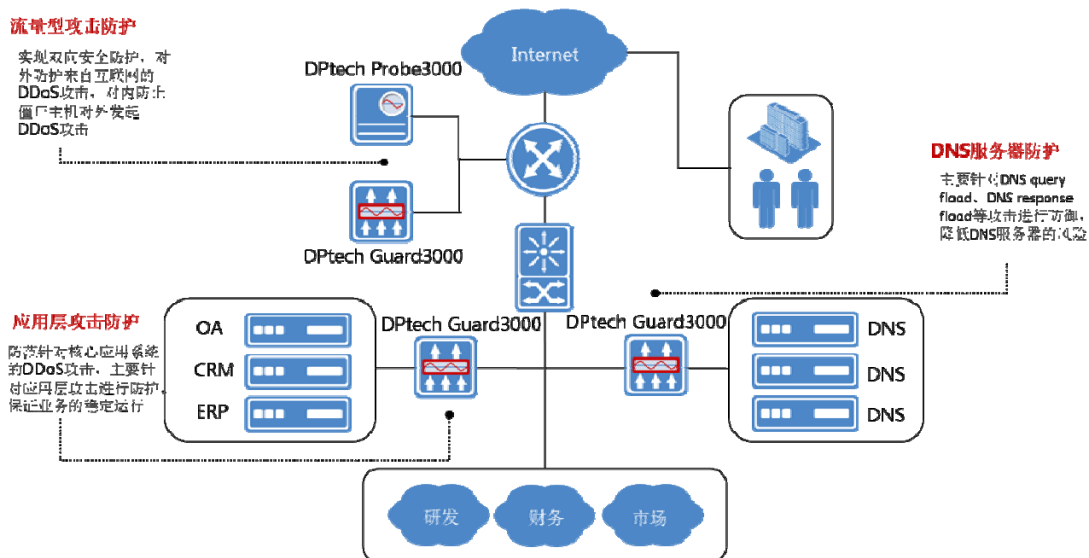 流量型攻击防护
实现双向安全防护，对
外防护来自互联网的
DDoS攻击，对内防止
僵尸主机对外发起
DDoS攻击
DPtech Probe3000
DPtech Guard3000
Internet
DNS服务器防护
主要针对DNS query
flood、DNS response
flood等攻击进行防御，
降低DNS服务器的风险
应用层攻击防护
防范针对核心应用系统
的DDoS攻击，主要针
对应用层攻击进行防护，
保证业务的稳定运行
OA
CRM
ERP
DPtech Guard3000
DPtech Guard3000
DNS
DNS
DNS
研发
财务
市场